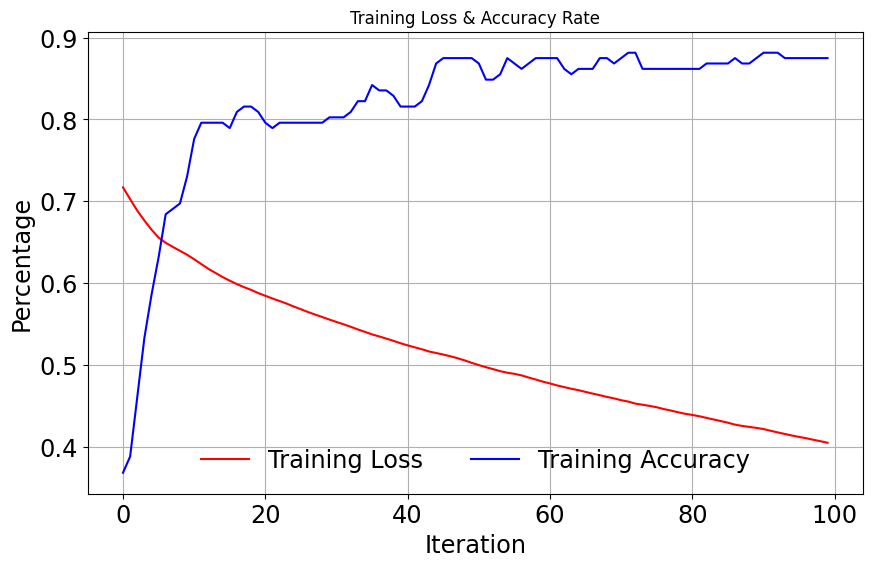 Training Loss & Accuracy Rate
0.9
0.8
0.7
0.6
0.5
0.4
Percentage
Training Loss
Training Accuracy
0 20 40 60 80 100
Iteration